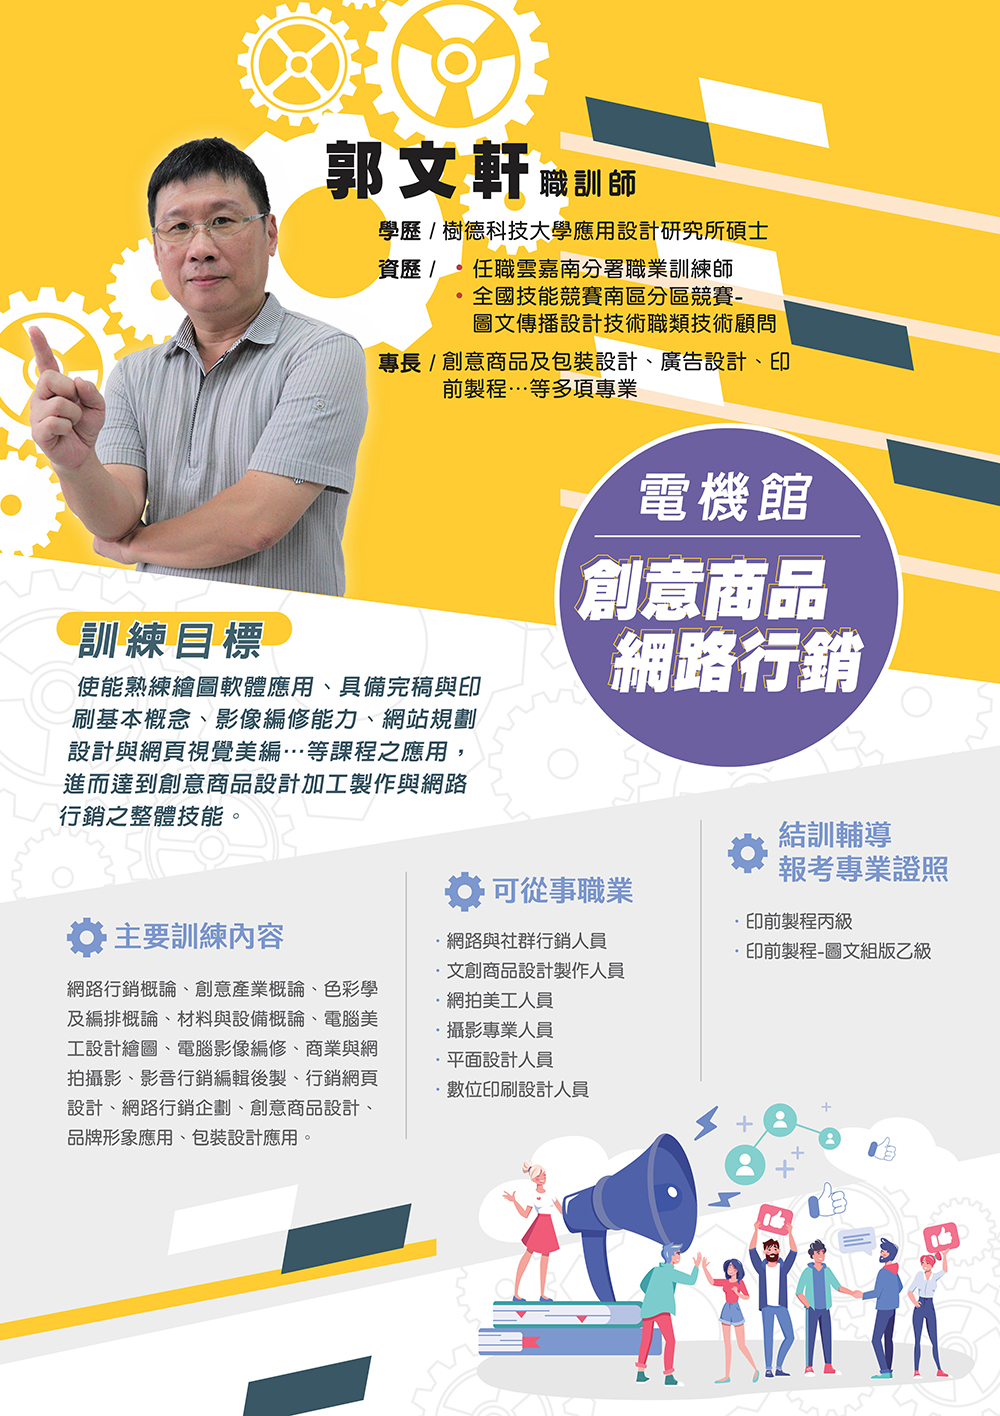 郭文軒 職訓師
學歷 / 樹德科技大學應用設計研究所碩士
資歷 / • 任職雲嘉南分署職業訓練師
• 全國技能競賽南區分區競賽-
圖文傳播設計技術職類技術顧問
專長 / 創意商品及包裝設計、廣告設計、印
前製程…等多項專業
電機館
創意商品
網路行銷
訓練目標
使能熟練繪圖軟體應用、具備完稿與印
刷基本概念、影像編修能力、網站規劃
設計與網頁視覺美編…等課程之應用，
進而達到創意商品設計加工製作與網路
行銷之整體技能。
主要訓練內容
網路行銷概論、創意產業概論、色彩學
及編排概論、材料與設備概論、電腦美
工設計繪圖、電腦影像編修、商業與網
拍攝影、影音行銷編輯後製、行銷網頁
設計、網路行銷企劃、創意商品設計、
品牌形象應用、包裝設計應用。
可從事職業
· 網路與社群行銷人員
· 文創商品設計製作人員
· 網拍美工人員
· 攝影專業人員
· 平面設計人員
· 數位印刷設計人員
結訓輔導
報考專業證照
· 印前製程丙級
· 印前製程-圖文組版乙級